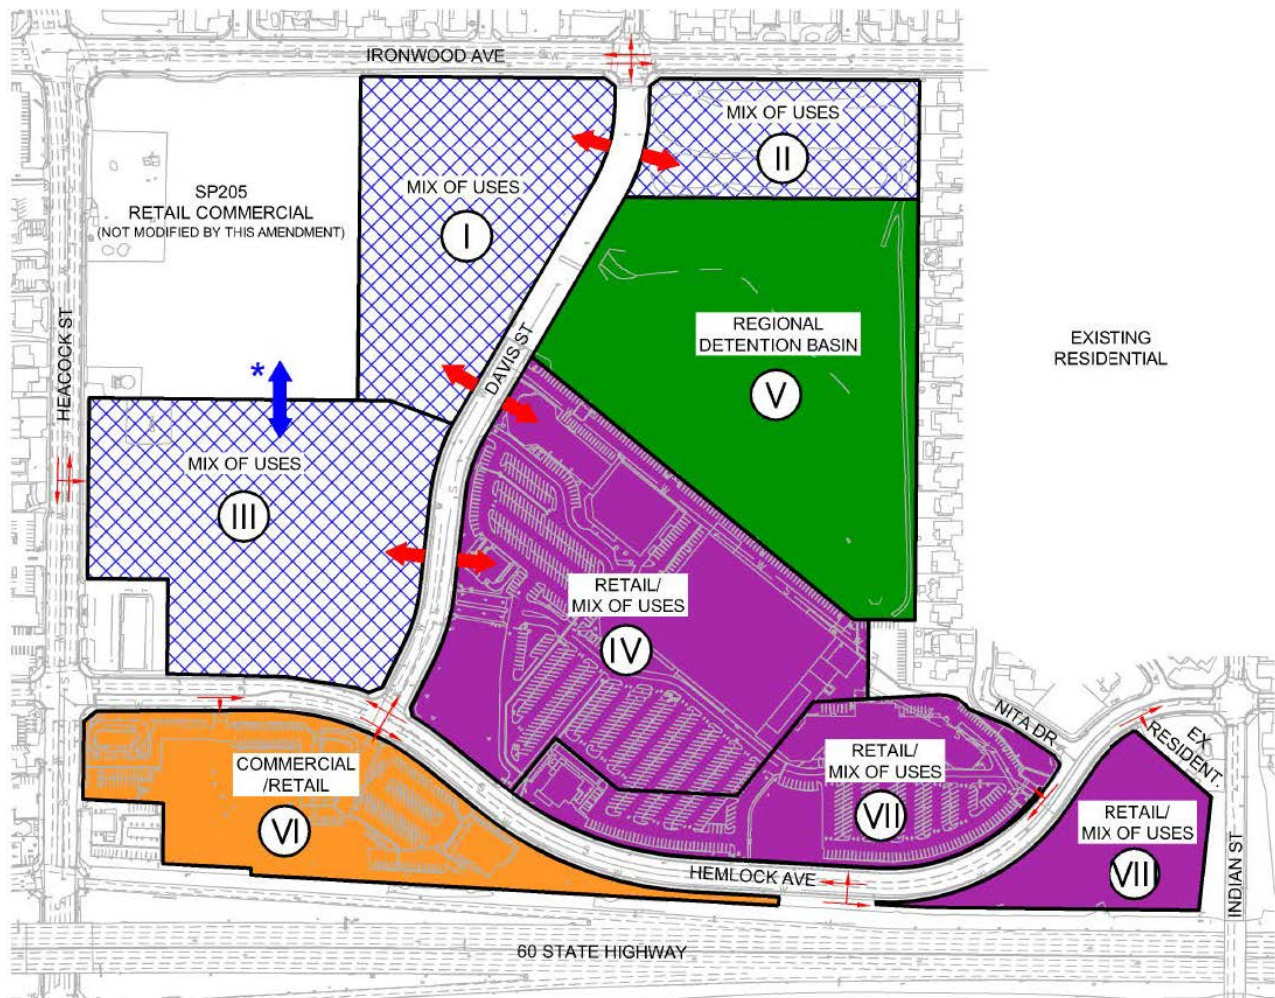 IRONWOOD AVE
MIX OF USES
II
SP205
RETAIL COMMERCIAL
(NOT MODIFIED BY THIS AMENDMENT)
MIX OF USES
I
HEACOCK ST
*
DAVIS ST
REGIONAL
DETENTION BASIN
V
EXISTING
RESIDENTIAL
MIX OF USES
III
RETAIL/
MIX OF USES
IV
NITA DR
EX
RESIDENT.
COMMERCIAL
/RETAIL
VI
RETAIL/
MIX OF USES
VII
RETAIL/
MIX OF USES
VII
HEMLOCK AVE
INDIAN ST
60 STATE HIGHWAY